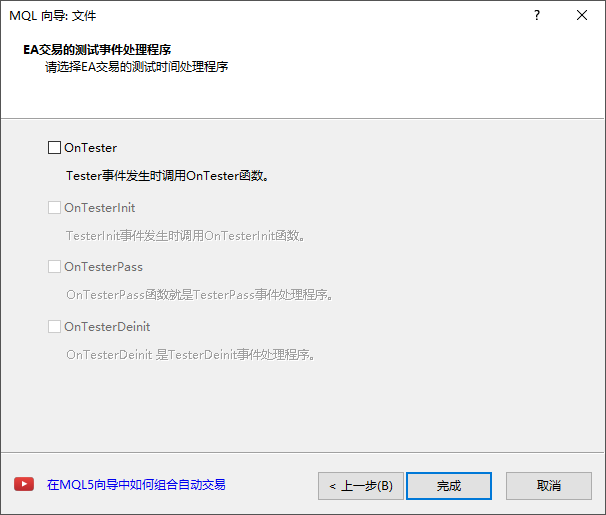 MQL 向导: 文件
?
EA交易的测试事件处理程序
请选择EA交易的测试时间处理程序
OnTester
Tester事件发生时调用OnTester函数。
OnTesterInit
TesterInit事件发生时调用OnTesterInit函数。
OnTesterPass
OnTesterPass函数就是TesterPass事件处理程序。
OnTesterDeinit
OnTesterDeinit 是TesterDeinit事件处理程序。
在MQL5向导中如何组合自动交易
< 上一步(B)
完成
取消